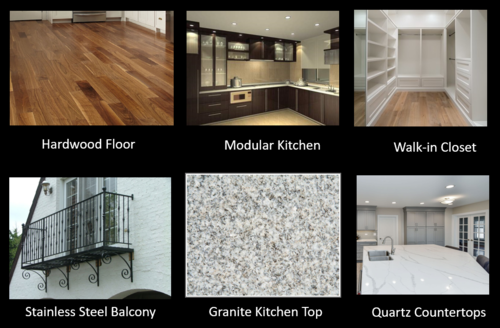 Hardwood Floor
Modular Kitchen
Walk-in Closet
Stainless Steel Balcony
Granite Kitchen Top
Quartz Countertops